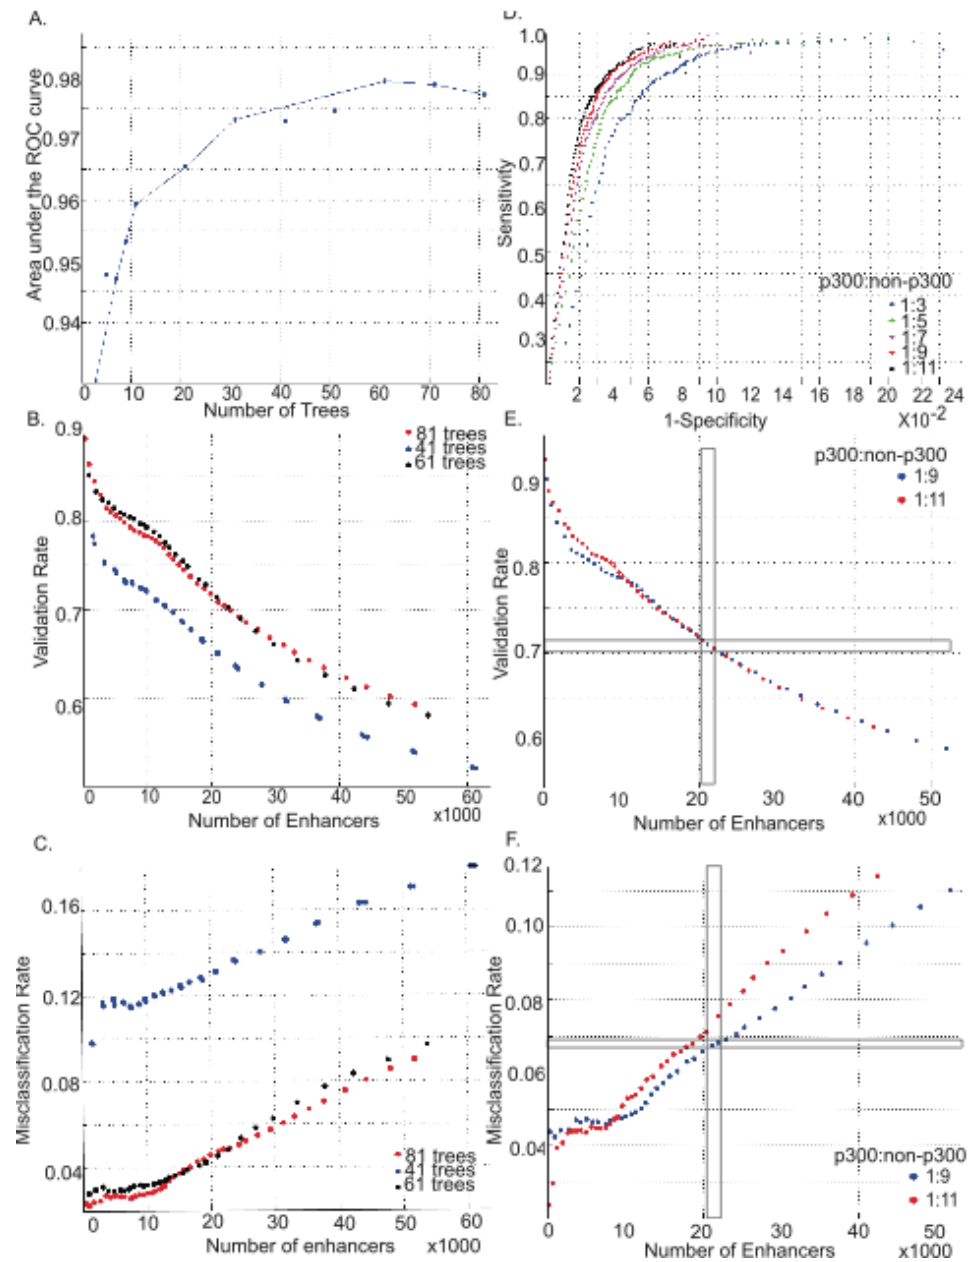 A.
Area under the ROC curve
0.98
0.97
0.96
0.95
0.94
0 10 20 30 40 50 60 70 80
Number of Trees
B.
Validation Rate
0.9
0.8
0.7
0.6
81 trees
41 trees
61 trees
0 10 20 30 40 50 60
Number of Enhancers x1000
C.
Misclassification Rate
0.16
0.12
0.08
0.04
81 trees
41 trees
61 trees
0 10 20 30 40 50 60
Number of enhancers x1000
D.
Sensitivity
1.0
0.9
0.8
0.7
0.6
0.5
0.4
0.3
p300:non-p300
1:3
1:5
1:7
1:9
1:11
2 4 6 8 10 12 14 16 18 20 22 24
1-Specificity X10-2
E.
Validation Rate
0.9
0.8
0.7
0.6
p300:non-p300
1:9
1:11
0 10 20 30 40 50
Number of Enhancers x1000
F.
Misclassification Rate
0.12
0.10
0.08
0.06
0.04
p300:non-p300
1:9
1:11
0 10 20 30 40 50
Number of Enhancers x1000